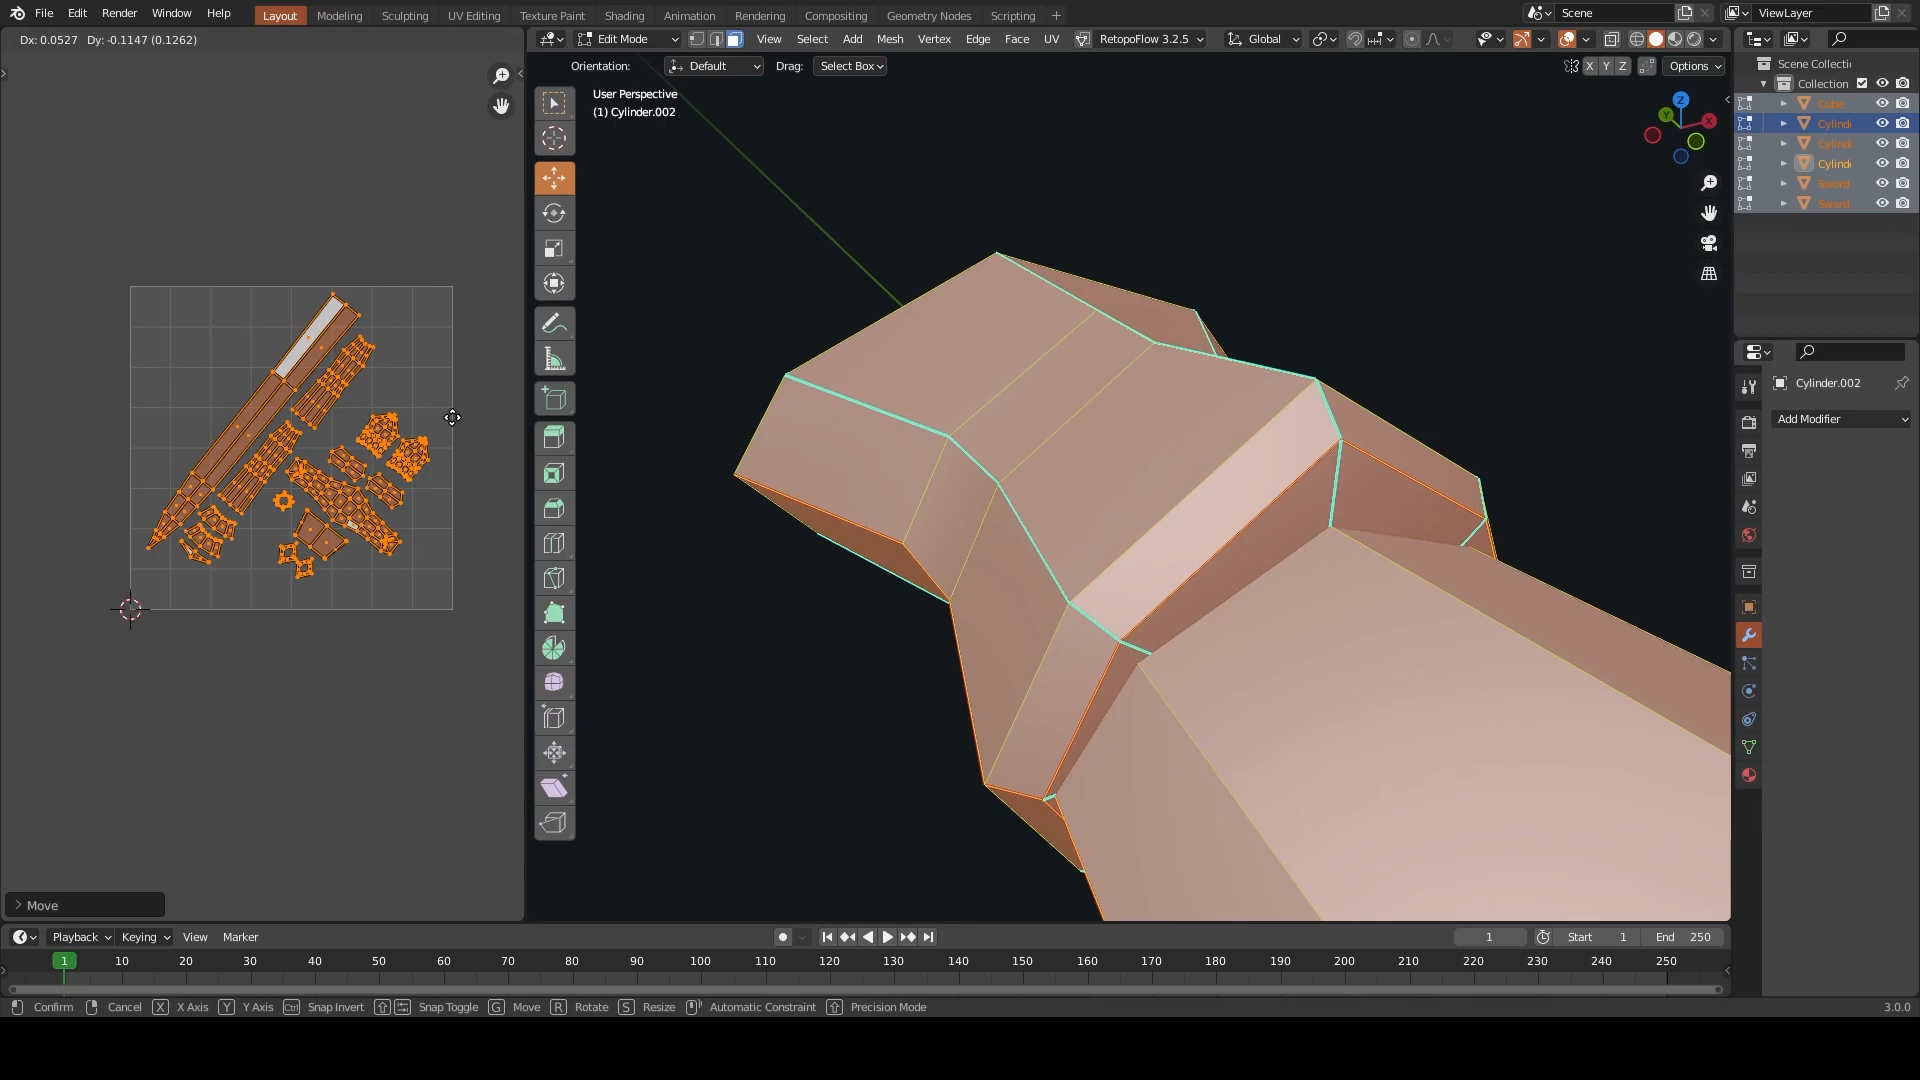 File Edit Render Window Help Layout Modeling Sculpting UV Editing Texture Paint Shading Animation Rendering Compositing Geometry Nodes Scripting + Scene ViewLayer
Dx: 0.0527 Dy: -0.1147 (0.1262)
Edit Mode View Select Add Mesh Vertex Edge Face UV RetopoFlow 3.2.5 Global
Orientation: Default Drag: Select Box X Y Z Options
User Perspective
(1) Cylinder.002
Scene Collecti
Collection
Cube
Cylind
Cylind
Cylind
Sword
Sword
Z
Y
X
Cylinder.002
Add Modifier
Move
Playback Keying View Marker 1 Start 1 End 250
1 10 20 30 40 50 60 70 80 90 100 110 120 130 140 150 160 170 180 190 200 210 220 230 240 250
Confirm Cancel X X Axis Y Y Axis Ctrl Snap Invert Snap Toggle G Move R Rotate S Resize Automatic Constraint Precision Mode 3.0.0